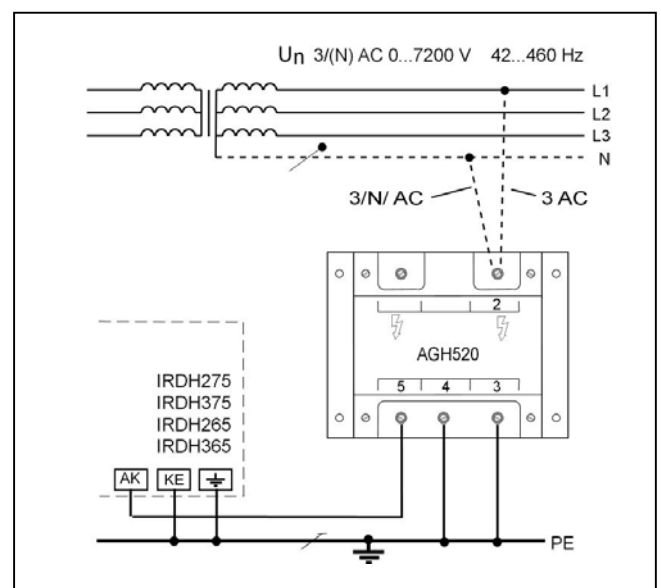 Un 3/(N) AC 0...7200 V 42...460 Hz
L1
L2
L3
N
3/N/ AC
3 AC
2
AGH520
5 4 3
IRDH275
IRDH375
IRDH265
IRDH365
AK KE
PE